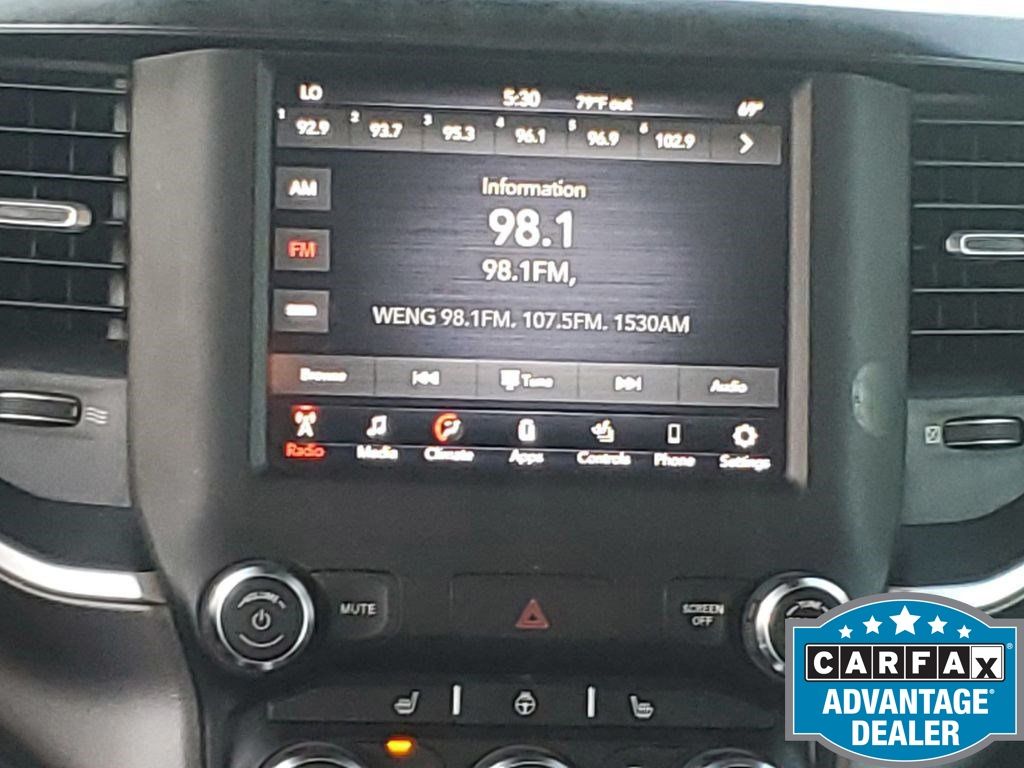 LO 5:30 79°F out 69°
1 92.9 2 93.7 3 95.3 4 96.1 5 96.9 6 102.9
AM
Information
98.1
FM
98.1FM,
WENG 98.1FM. 107.5FM. 1530AM
Browse Tune Audio
Radio Media Climate Apps Controls Phone Settings
VOLUME MUTE SCREEN OFF
CARFAX®
ADVANTAGE®
DEALER